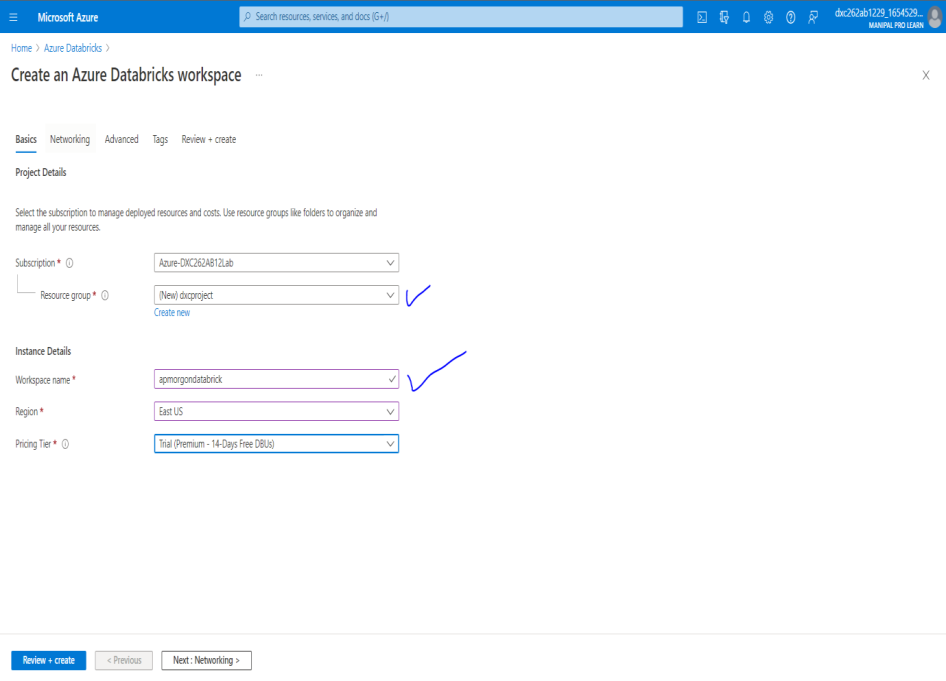 Microsoft Azure
Search resources, services, and docs (G+/)
dxc262ab1229_1654529...
MANIPAL PRO LEARN
Home > Azure Databricks >
Create an Azure Databricks workspace ...
Basics Networking Advanced Tags Review + create
Project Details
Select the subscription to manage deployed resources and costs. Use resource groups like folders to organize and
manage all your resources.
Subscription * Azure-DXC262AB12Lab
Resource group * (New) dxcproject
Create new
Instance Details
Workspace name * apmorgondatabrick
Region * East US
Pricing Tier * Trial (Premium - 14-Days Free DBUs)
Review + create < Previous Next : Networking >